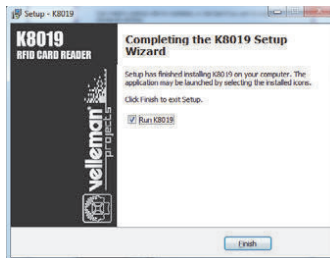 Setup - K8019
K8019
RFID CARD READER
velleman
projects
Completing the K8019 Setup
Wizard
Setup has finished installing K8019 on your computer. The
application may be launched by selecting the installed icons.
Click Finish to exit Setup.
Run K8019
Finish